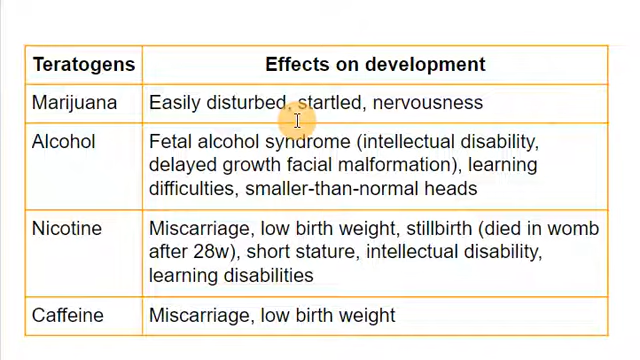 Teratogens Effects on development
Marijuana Easily disturbed, startled, nervousness
Alcohol Fetal alcohol syndrome (intellectual disability,
delayed growth facial malformation), learning
difficulties, smaller-than-normal heads
Nicotine Miscarriage, low birth weight, stillbirth (died in womb
after 28w), short stature, intellectual disability,
learning disabilities
Caffeine Miscarriage, low birth weight